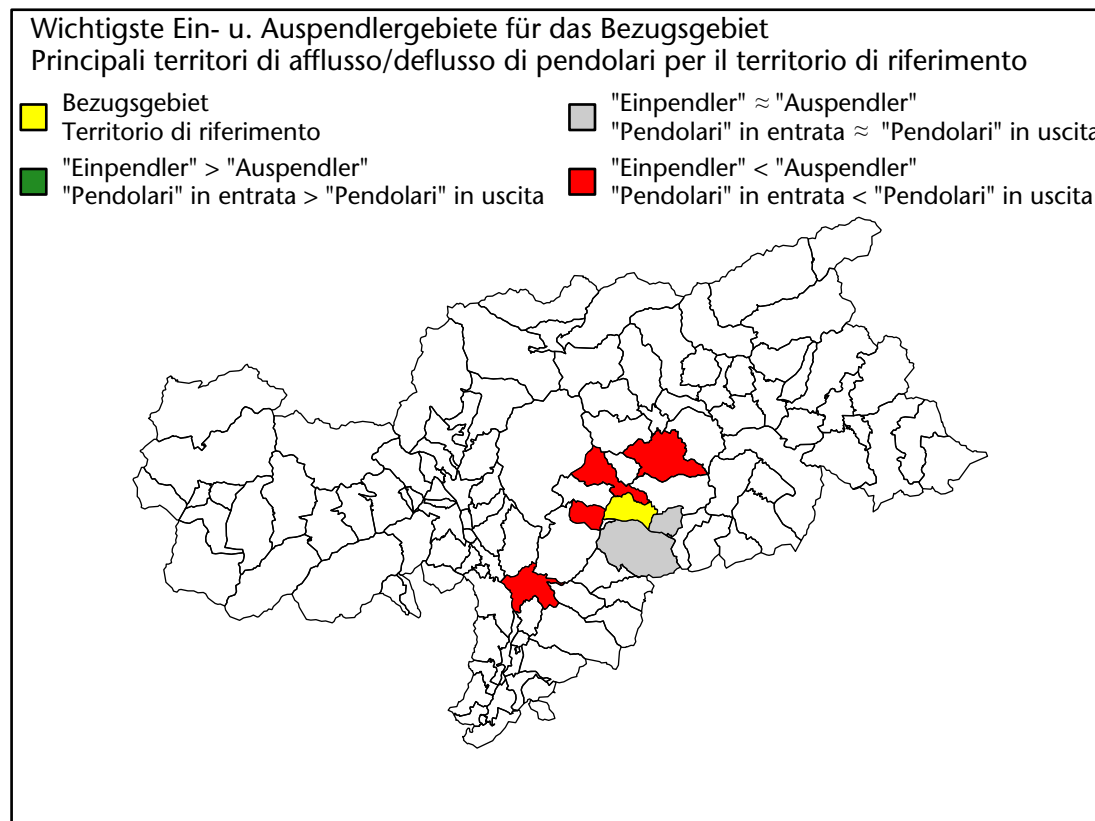 Wichtigste Ein- u. Auspendlergebiete für das Bezugsgebiet
Principali territori di afflusso/deflusso di pendolari per il territorio di riferimento
Bezugsgebiet
Territorio di riferimento
"Einpendler" > "Auspendler"
"Pendolari" in entrata > "Pendolari" in uscita
"Einpendler" ≈ "Auspendler"
"Pendolari" in entrata ≈ "Pendolari" in uscita
"Einpendler" < "Auspendler"
"Pendolari" in entrata < "Pendolari" in uscita